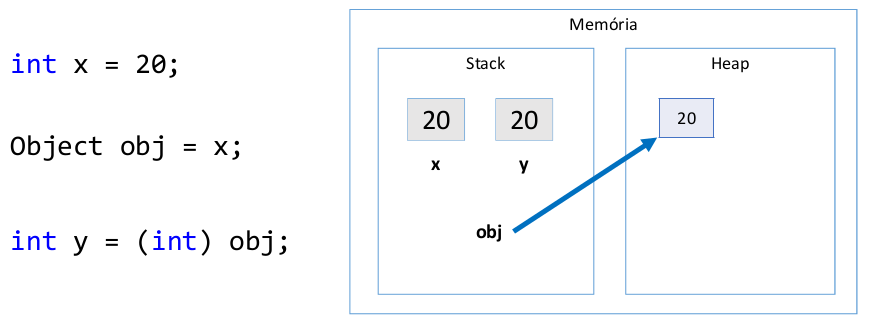 int x = 20;
Object obj = x;
int y = (int) obj;
Memória
Stack
Heap
20
20
20
x
y
obj